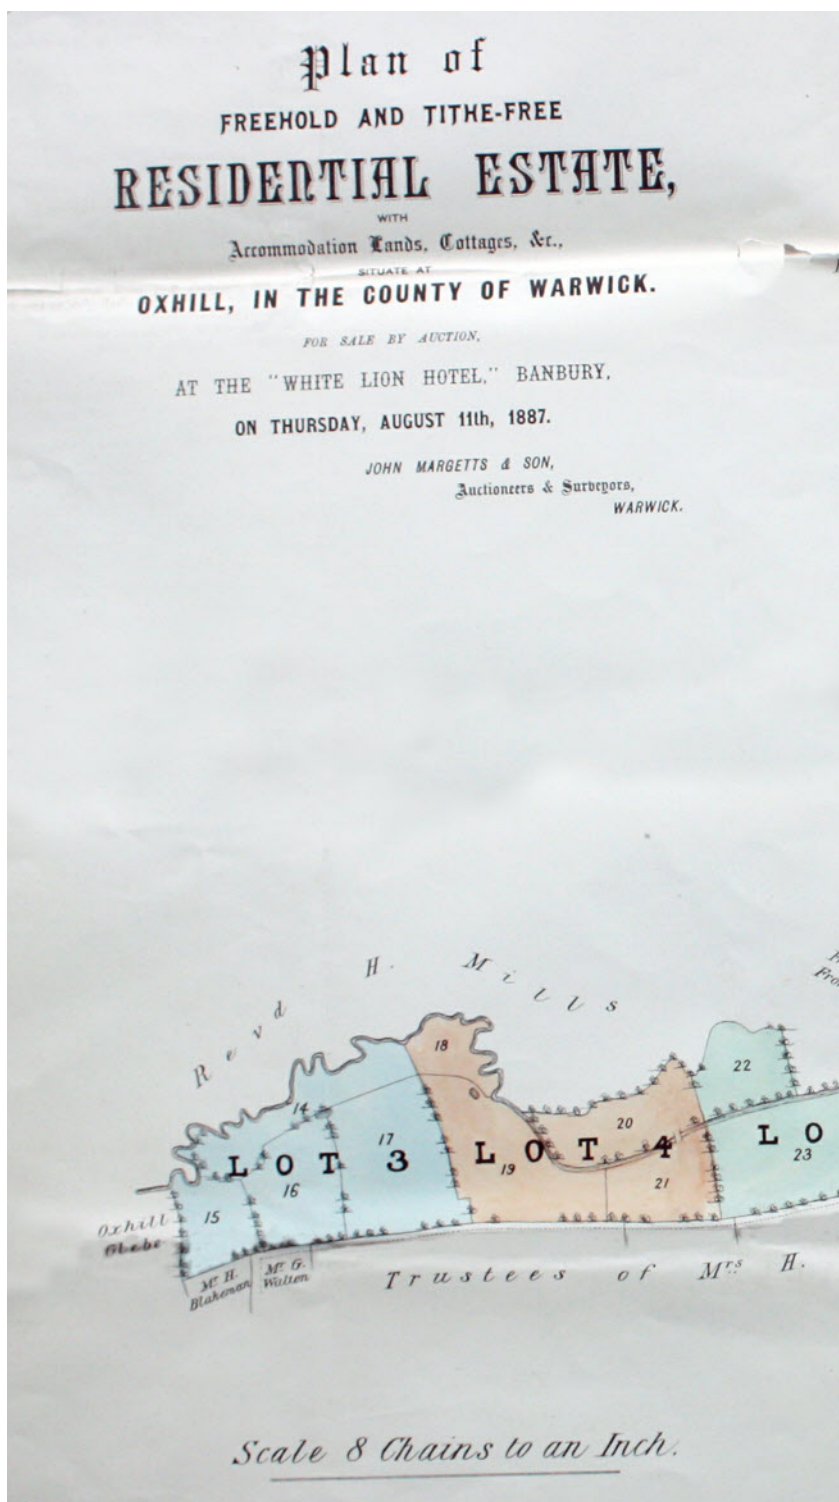 Plan of
FREEHOLD AND TITHE-FREE
RESIDENTIAL ESTATE,
WITH
Accommodation Lands, Cottages, &c.,
SITUATE AT
OXHILL, IN THE COUNTY OF WARWICK.
FOR SALE BY AUCTION,
AT THE "WHITE LION HOTEL," BANBURY,
ON THURSDAY, AUGUST 11th, 1887.
JOHN MARGETTS & SON,
Auctioneers & Surveyors,
WARWICK.
Revd H. Mills
18
22
14
20
17
LOT 3
LOT 4
LO
19
23
16
21
15
Oxhill
Glebe
Mr. H.
Blakeman
Mr. G.
Walton
Trustees of Mrs. H.
Scale 8 Chains to an Inch.